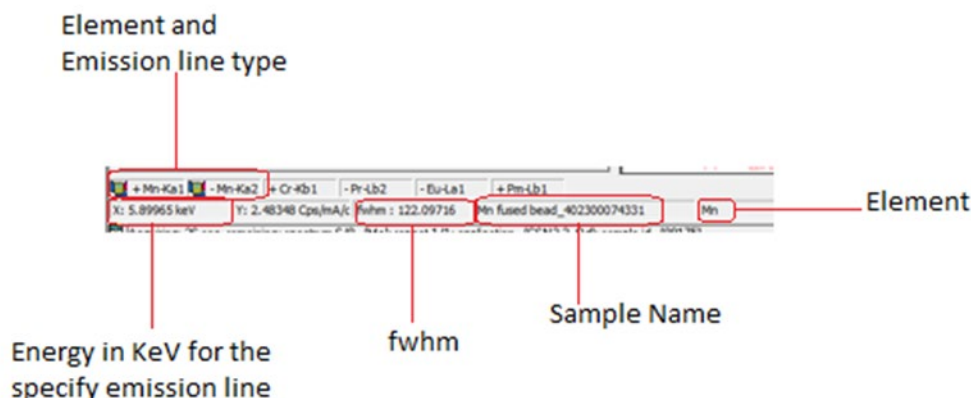 Element and
Emission line type
+ Mn-Ka1 - Mn-Ka2 + Cr-Kb1 - Pr-Lb2 - Eu-La1 + Pm-Lb1
X: 5.89965 keV Y: 2.48348 Cps/mA/c fwhm : 122.09716 Mn fused bead_402300074331 Mn
Element
Sample Name
fwhm
Energy in KeV for the
specify emission line